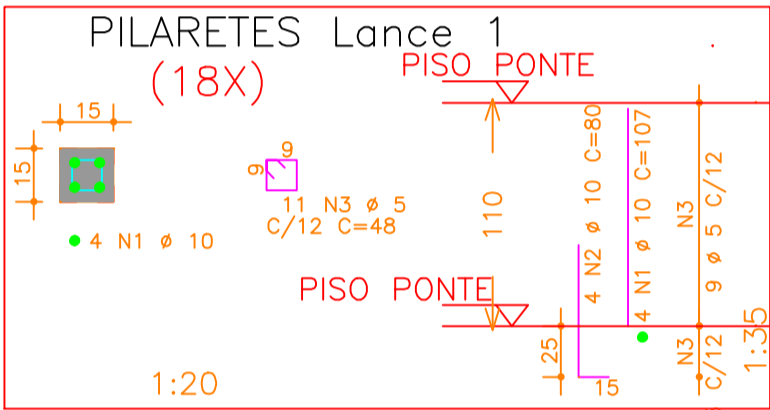 PILARETES Lance 1
(18X)
PISO PONTE
15
15
4 N1 ø 10
9
9
11 N3 ø 5
C/12 C=48
110
4 N2 ø 10 C=80
4 N1 ø 10 C=107
N3
9 ø 5 C/12
PISO PONTE
25
15
N3
C/12
1:35
1:20